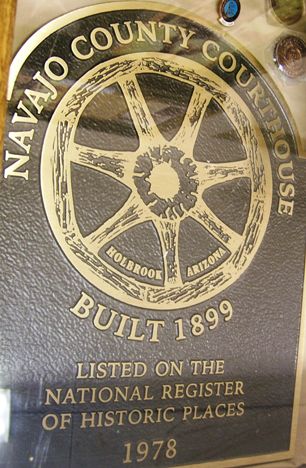 NAVAJO COUNTY COURTHOUSE
HOLBROOK ARIZONA
BUILT 1899
LISTED ON THE
NATIONAL REGISTER
OF HISTORIC PLACES
1978